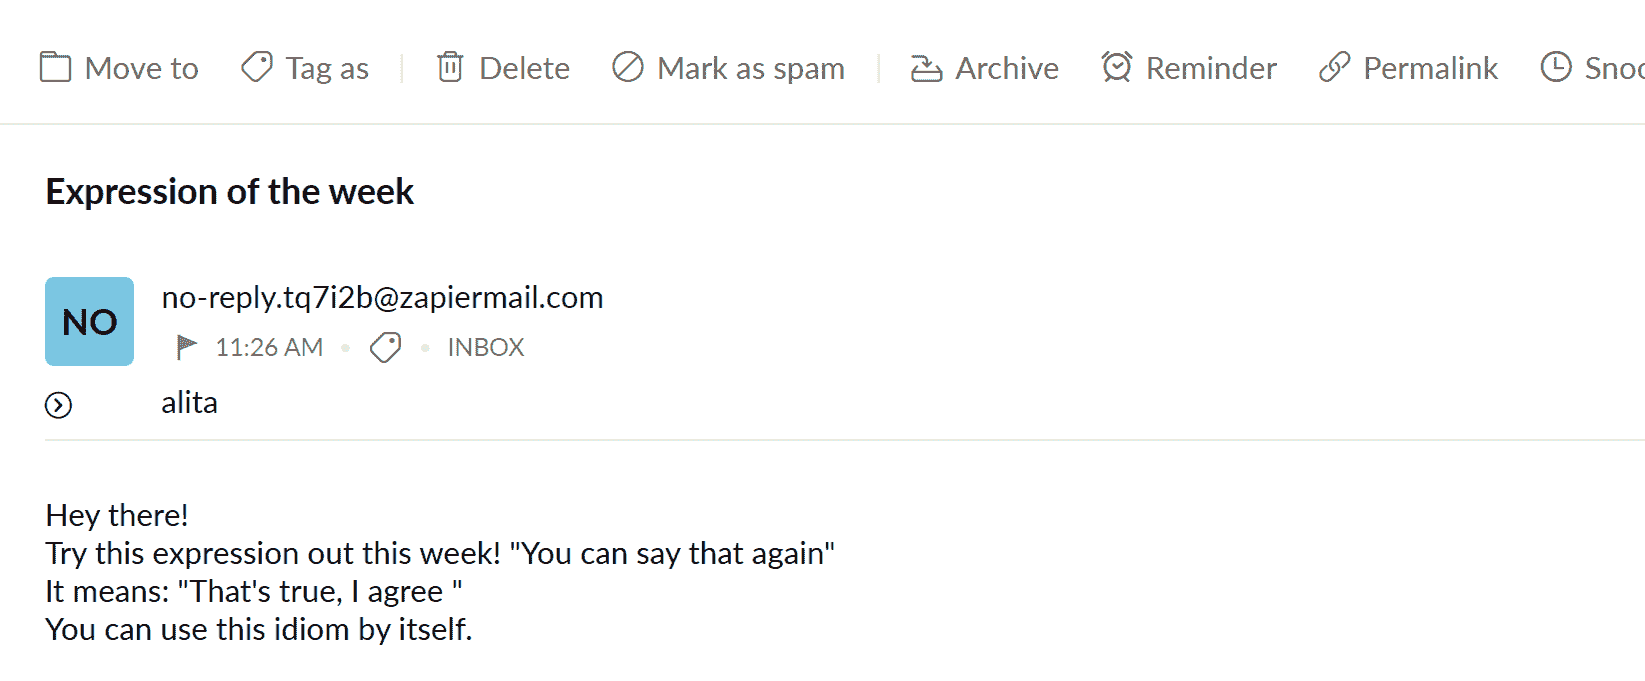 Move to Tag as Delete Mark as spam Archive Reminder Permalink Snoo
Expression of the week
NO
no-reply.tq7i2b@zapiermail.com
11:26 AM INBOX
alita
Hey there!
Try this expression out this week! "You can say that again"
It means: "That's true, I agree "
You can use this idiom by itself.